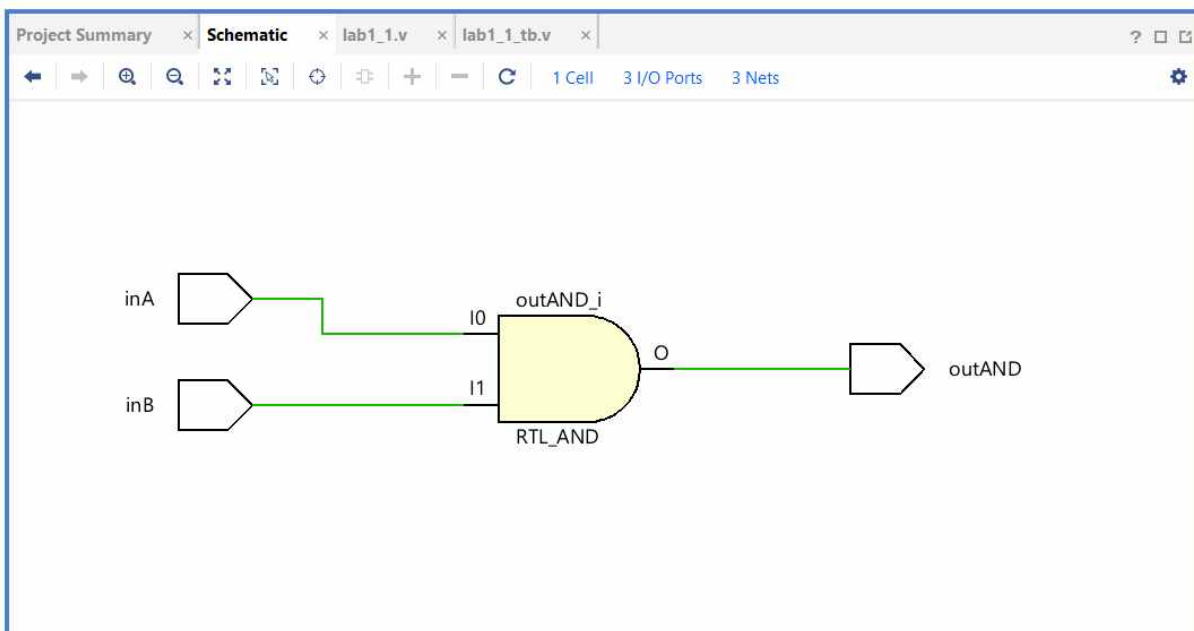 Project Summary × Schematic × lab1_1.v × lab1_1_tb.v × ?
1 Cell 3 I/O Ports 3 Nets
inA
outAND_i
I0
O
outAND
I1
inB
RTL_AND